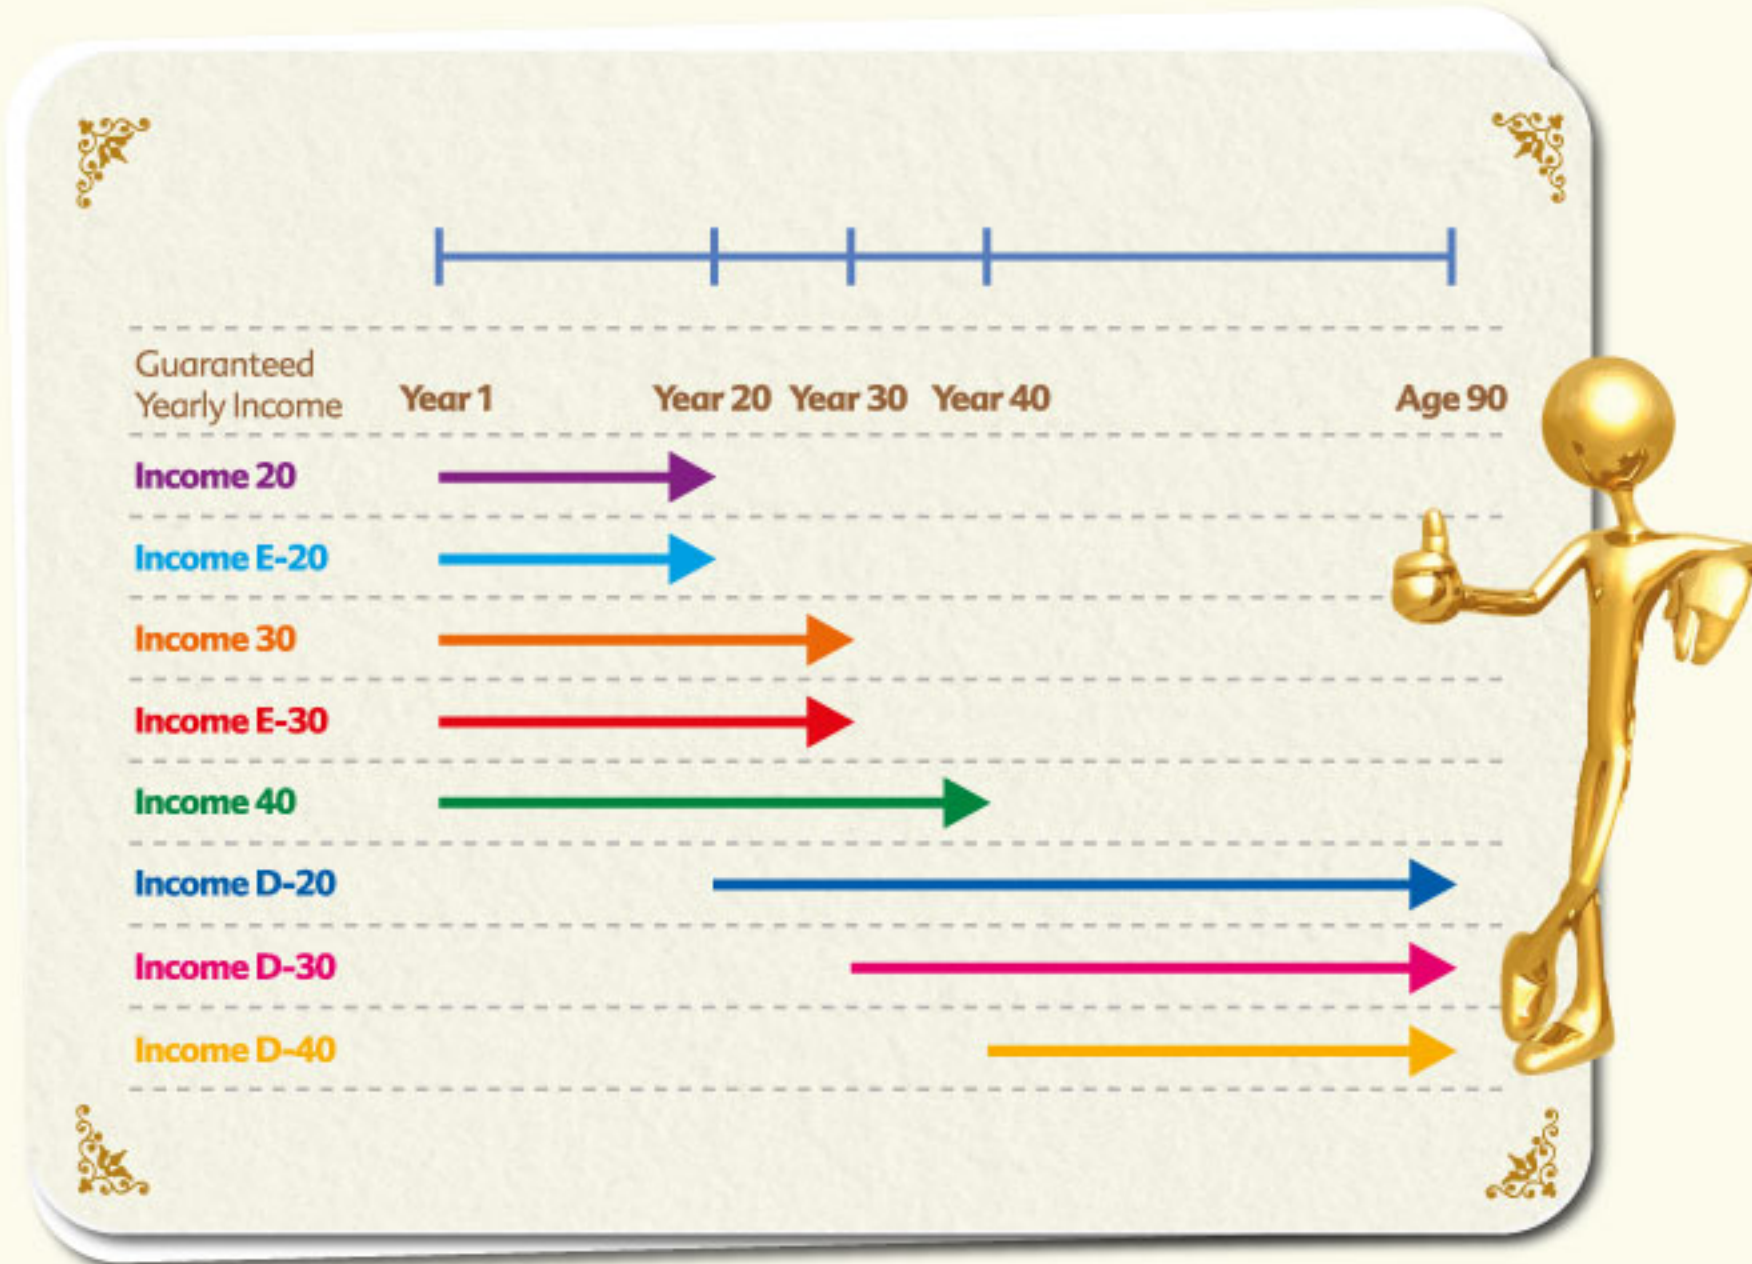 Guaranteed
Yearly Income
Year 1 Year 20 Year 30 Year 40 Age 90
Income 20
Income E-20
Income 30
Income E-30
Income 40
Income D-20
Income D-30
Income D-40